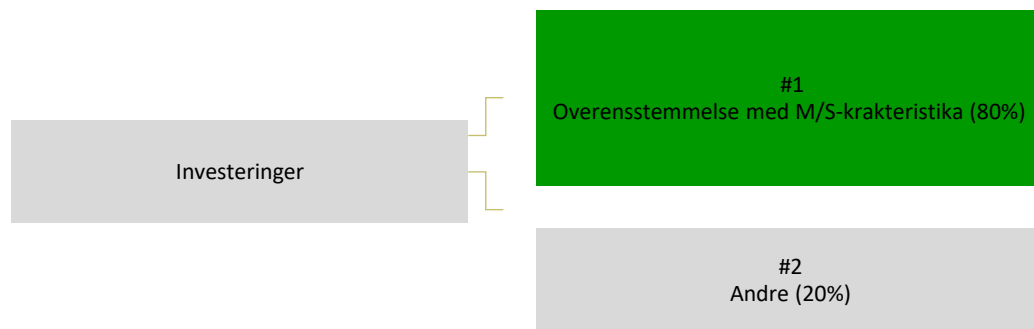 #1
Overensstemmelse med M/S-krakteristika (80%)
Investeringer
#2
Andre (20%)